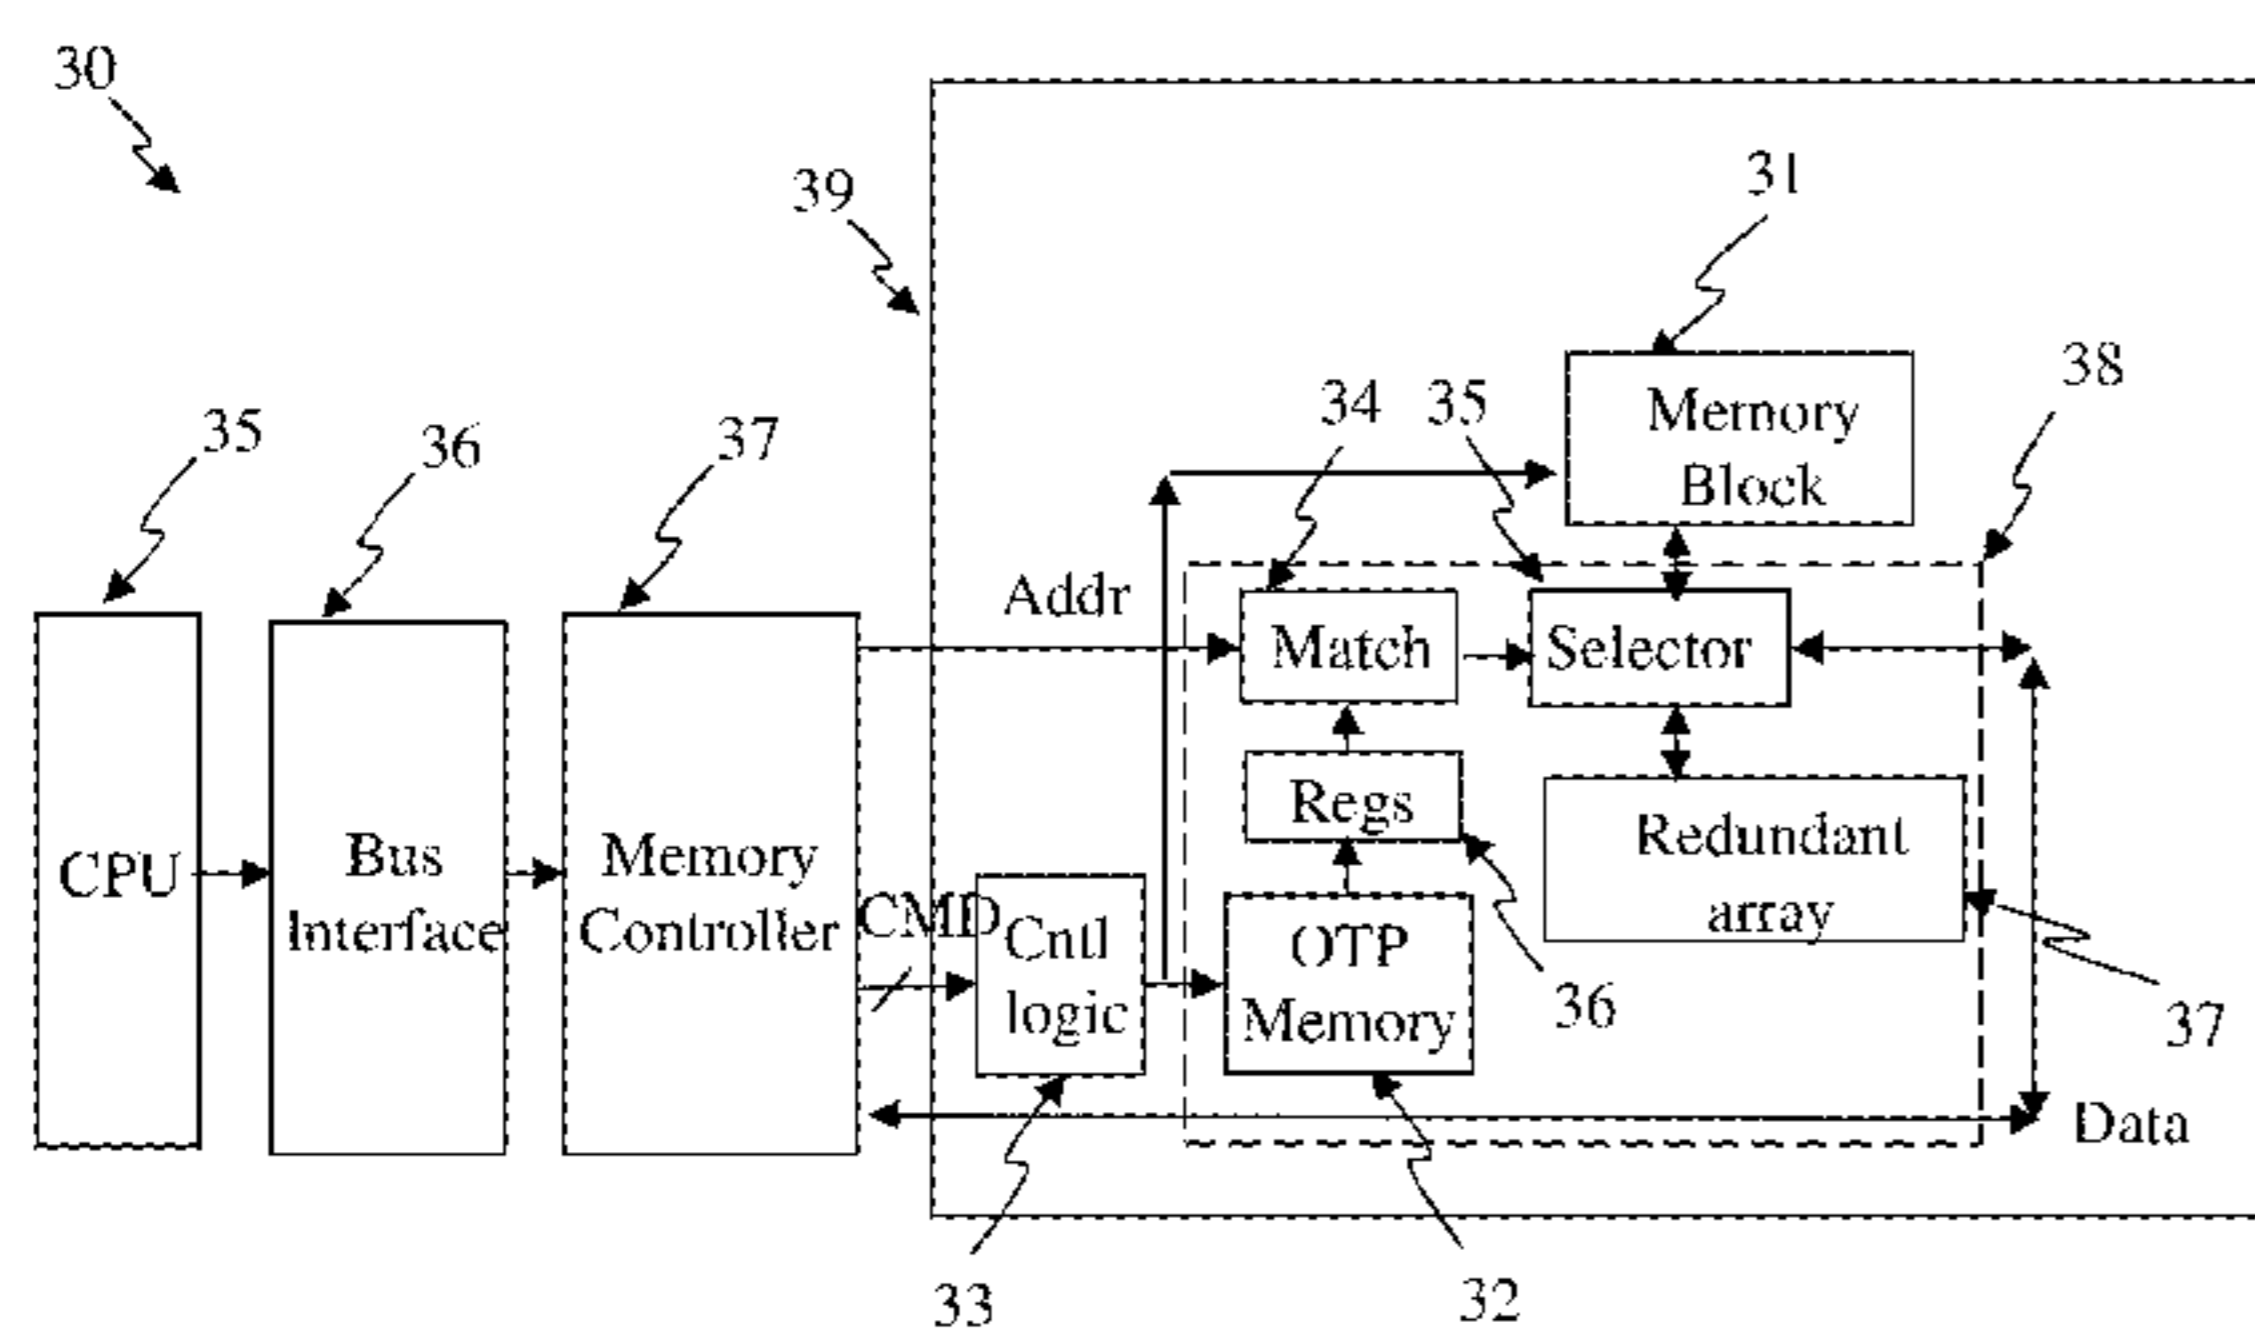 30
39
31
38
34
35
35
36
37
Memory
Block
Addr
Match
Selector
Regs
Redundant
array
CPU
Bus
Interface
Memory
Controller
CMD
Cntl
logic
OTP
Memory
36
37
Data
33
32